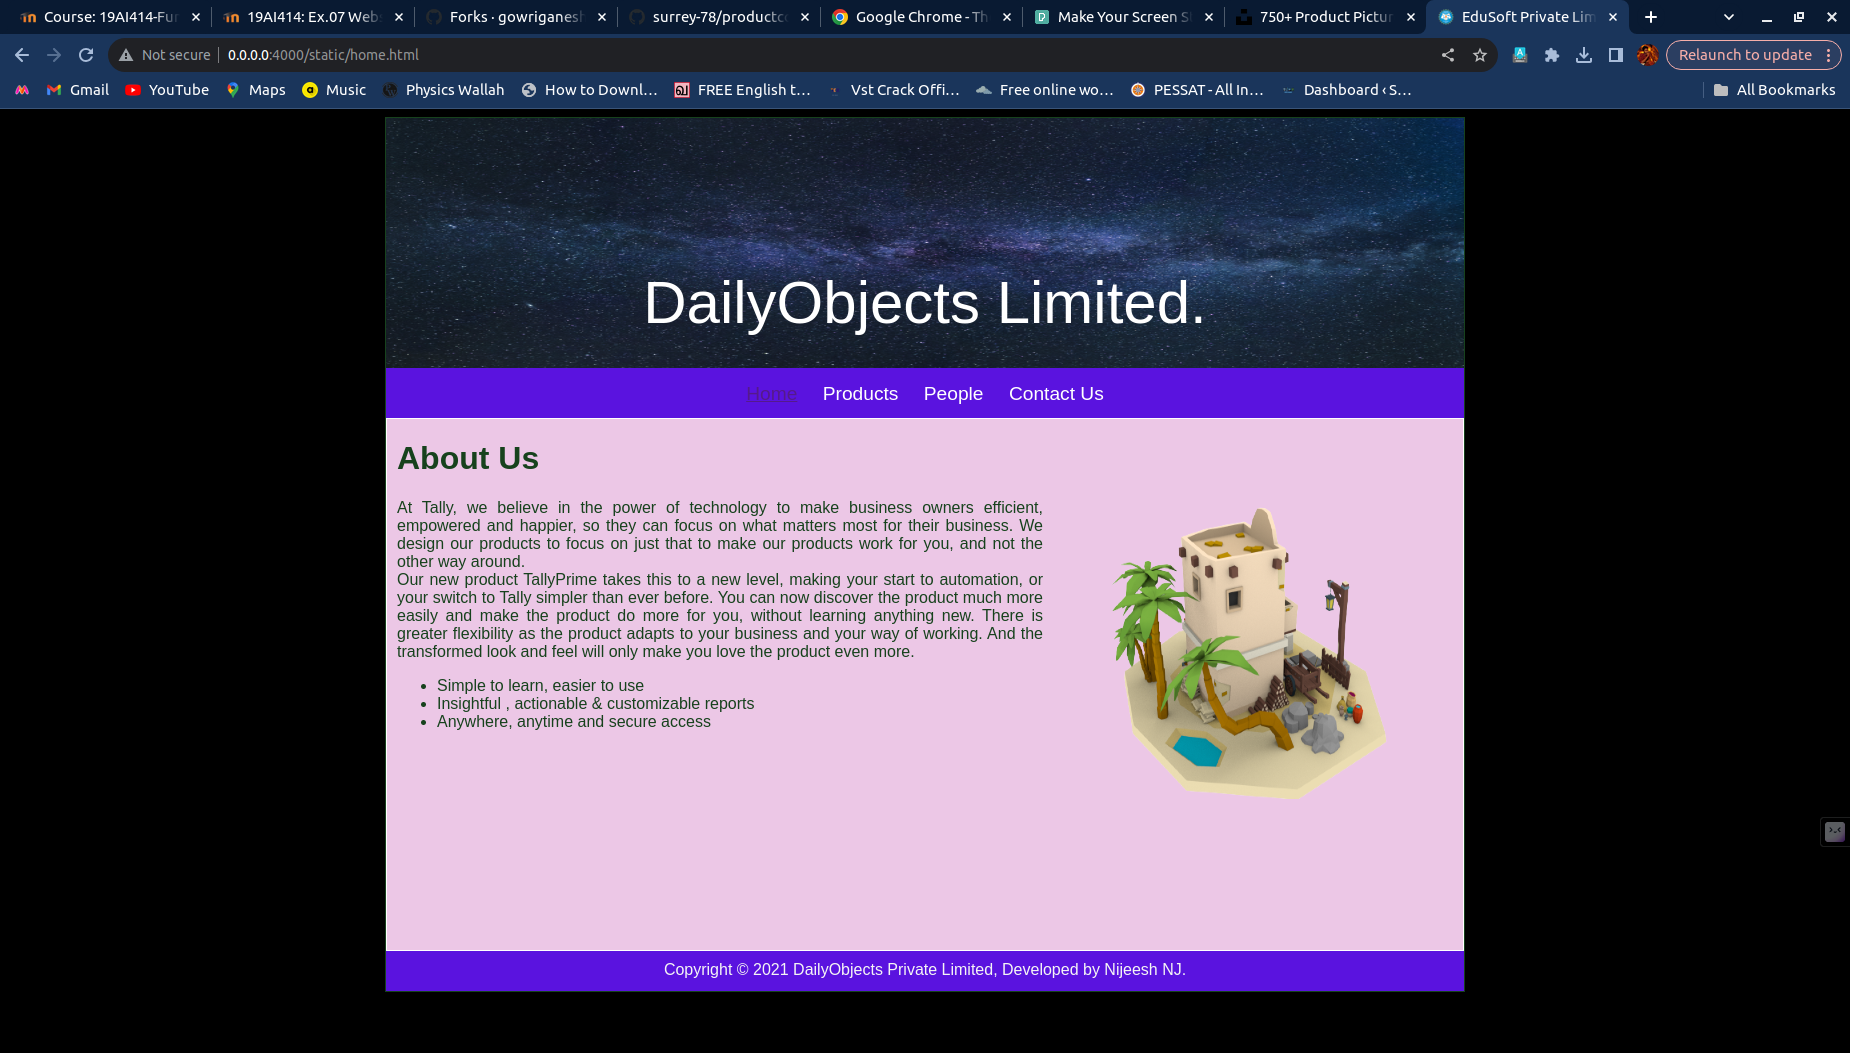 Course: 19AI414-Fur
19AI414: Ex.07 Webs
Forks · gowriganesh
surrey-78/productco
Google Chrome - Th
Make Your Screen S
750+ Product Pictur
EduSoft Private Lim
Not secure
0.0.0.0:4000/static/home.html
Relaunch to update
Gmail
YouTube
Maps
Music
Physics Wallah
How to Downl...
FREE English t...
Vst Crack Offi...
Free online wo...
PESSAT - All In...
Dashboard ‹ S...
All Bookmarks
DailyObjects Limited.
Home Products People Contact Us
About Us
At Tally, we believe in the power of technology to make business owners efficient,
empowered and happier, so they can focus on what matters most for their business. We
design our products to focus on just that to make our products work for you, and not the
other way around.
Our new product TallyPrime takes this to a new level, making your start to automation, or
your switch to Tally simpler than ever before. You can now discover the product much more
easily and make the product do more for you, without learning anything new. There is
greater flexibility as the product adapts to your business and your way of working. And the
transformed look and feel will only make you love the product even more.
• Simple to learn, easier to use
• Insightful , actionable & customizable reports
• Anywhere, anytime and secure access
Copyright © 2021 DailyObjects Private Limited, Developed by Nijeesh NJ.